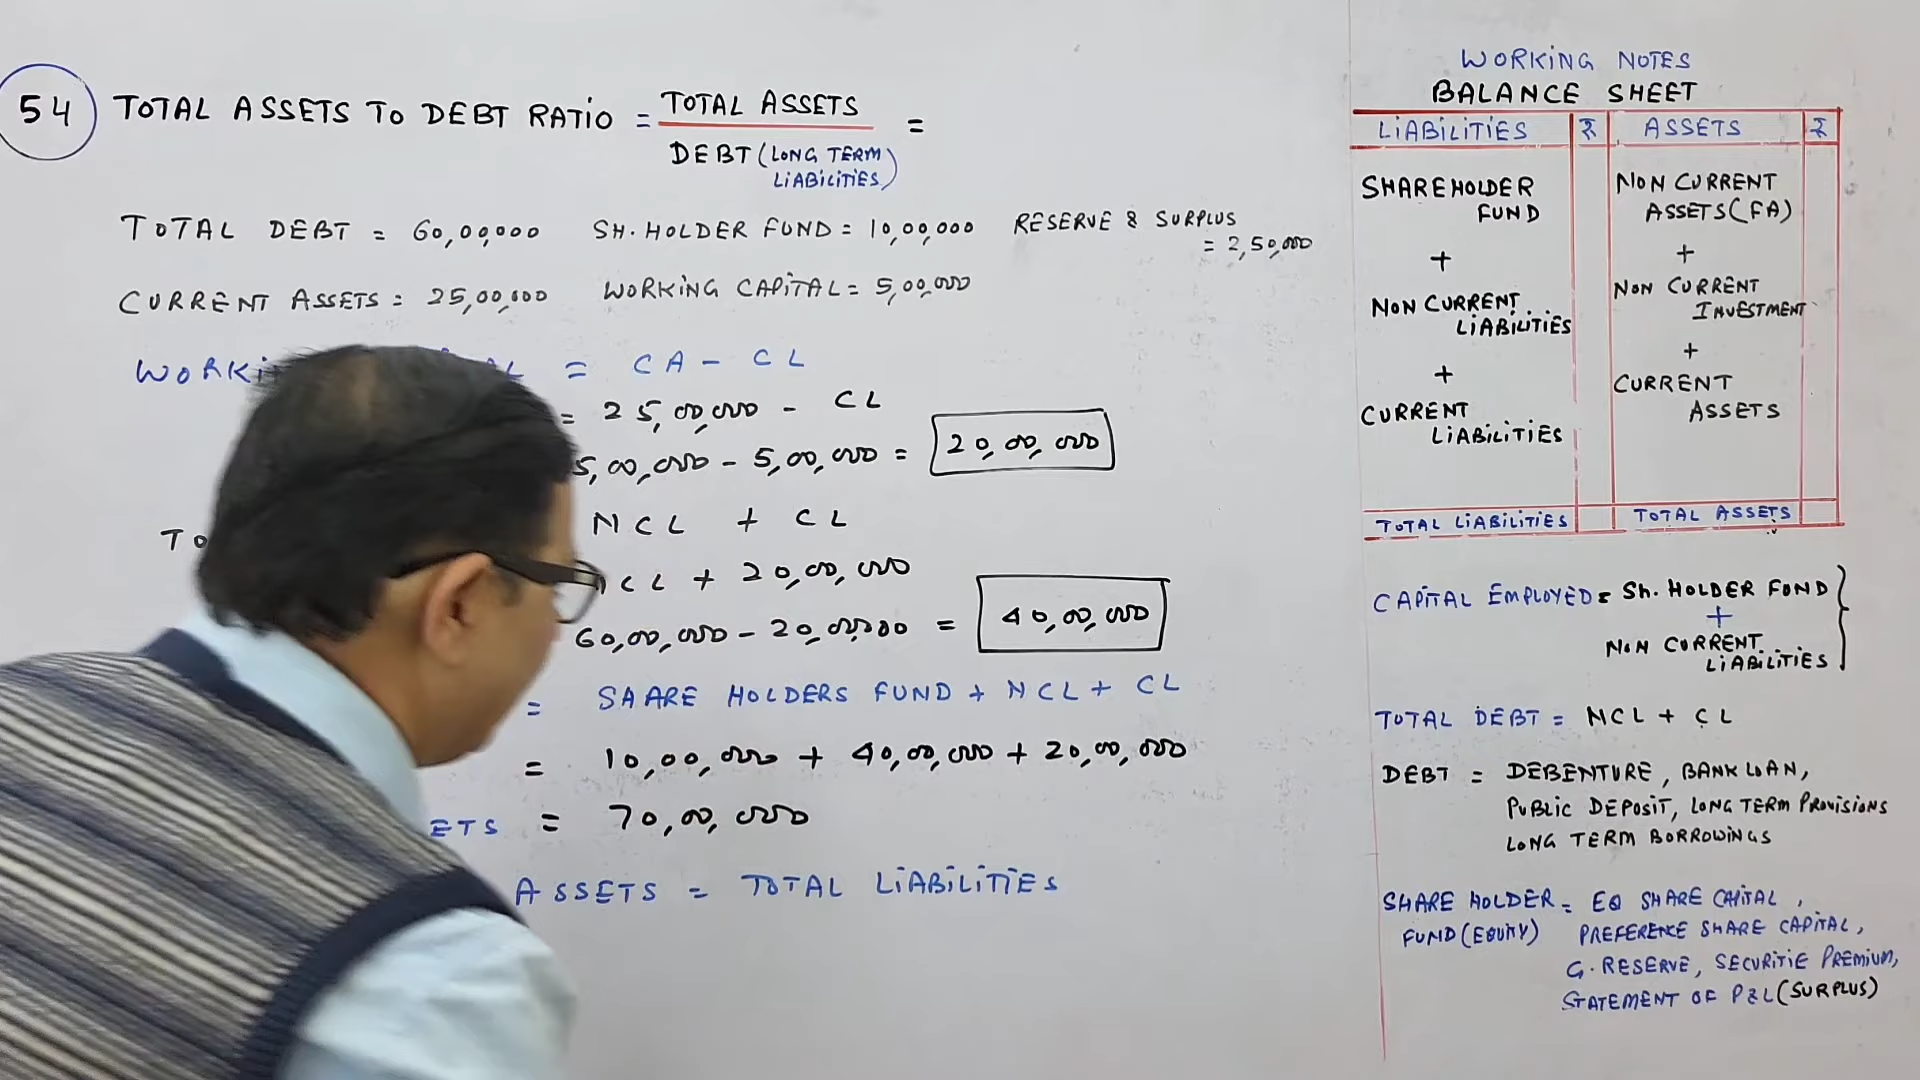 54 TOTAL ASSETS TO DEBT RATIO = TOTAL ASSETS =
DEBT (LONG TERM
LIABILITIES)
TOTAL DEBT = 60,00,000 SH. HOLDER FUND = 10,00,000 RESERVE & SURPLUS
= 2,50,000
CURRENT ASSETS = 25,00,000 WORKING CAPITAL = 5,00,000
= CA - CL
= 25,00,000 - CL
5,00,000 - 5,00,000 = 20,00,000
NCL + CL
CL + 20,00,000
60,00,000 - 20,00,000 = 40,00,000
= SAARE HOLDERS FUND + NCL + CL
= 10,00,000 + 40,00,000 + 20,00,000
ETS = 70,00,000
ASSETS = TOTAL LIABILITIES
WORKING NOTES
BALANCE SHEET
LIABILITIES ₹ ASSETS ₹
SHAREHOLDER
FUND
+
NON CURRENT
LIABILITIES
+
CURRENT
LIABILITIES
TOTAL LIABILITIES
NON CURRENT
ASSETS (FA)
+
NON CURRENT
INVESTMENT
+
CURRENT
ASSETS
TOTAL ASSETS
CAPITAL EMPLOYED = SH. HOLDER FOND
+
NON CURRENT
LIABILITIES
TOTAL DEBT = NCL + CL
DEBT = DEBENTURE, BANK LOAN,
PUBLIC DEPOSIT, LONG TERM PROVISIONS
LONG TERM BORROWINGS
SHARE HOLDER = EQ SHARE CAPITAL,
FUND (EQUITY) PREFERENCE SHARE CAPITAL,
G. RESERVE, SECURITIE PREMIUM,
STATEMENT OF P&L (SURPLUS)